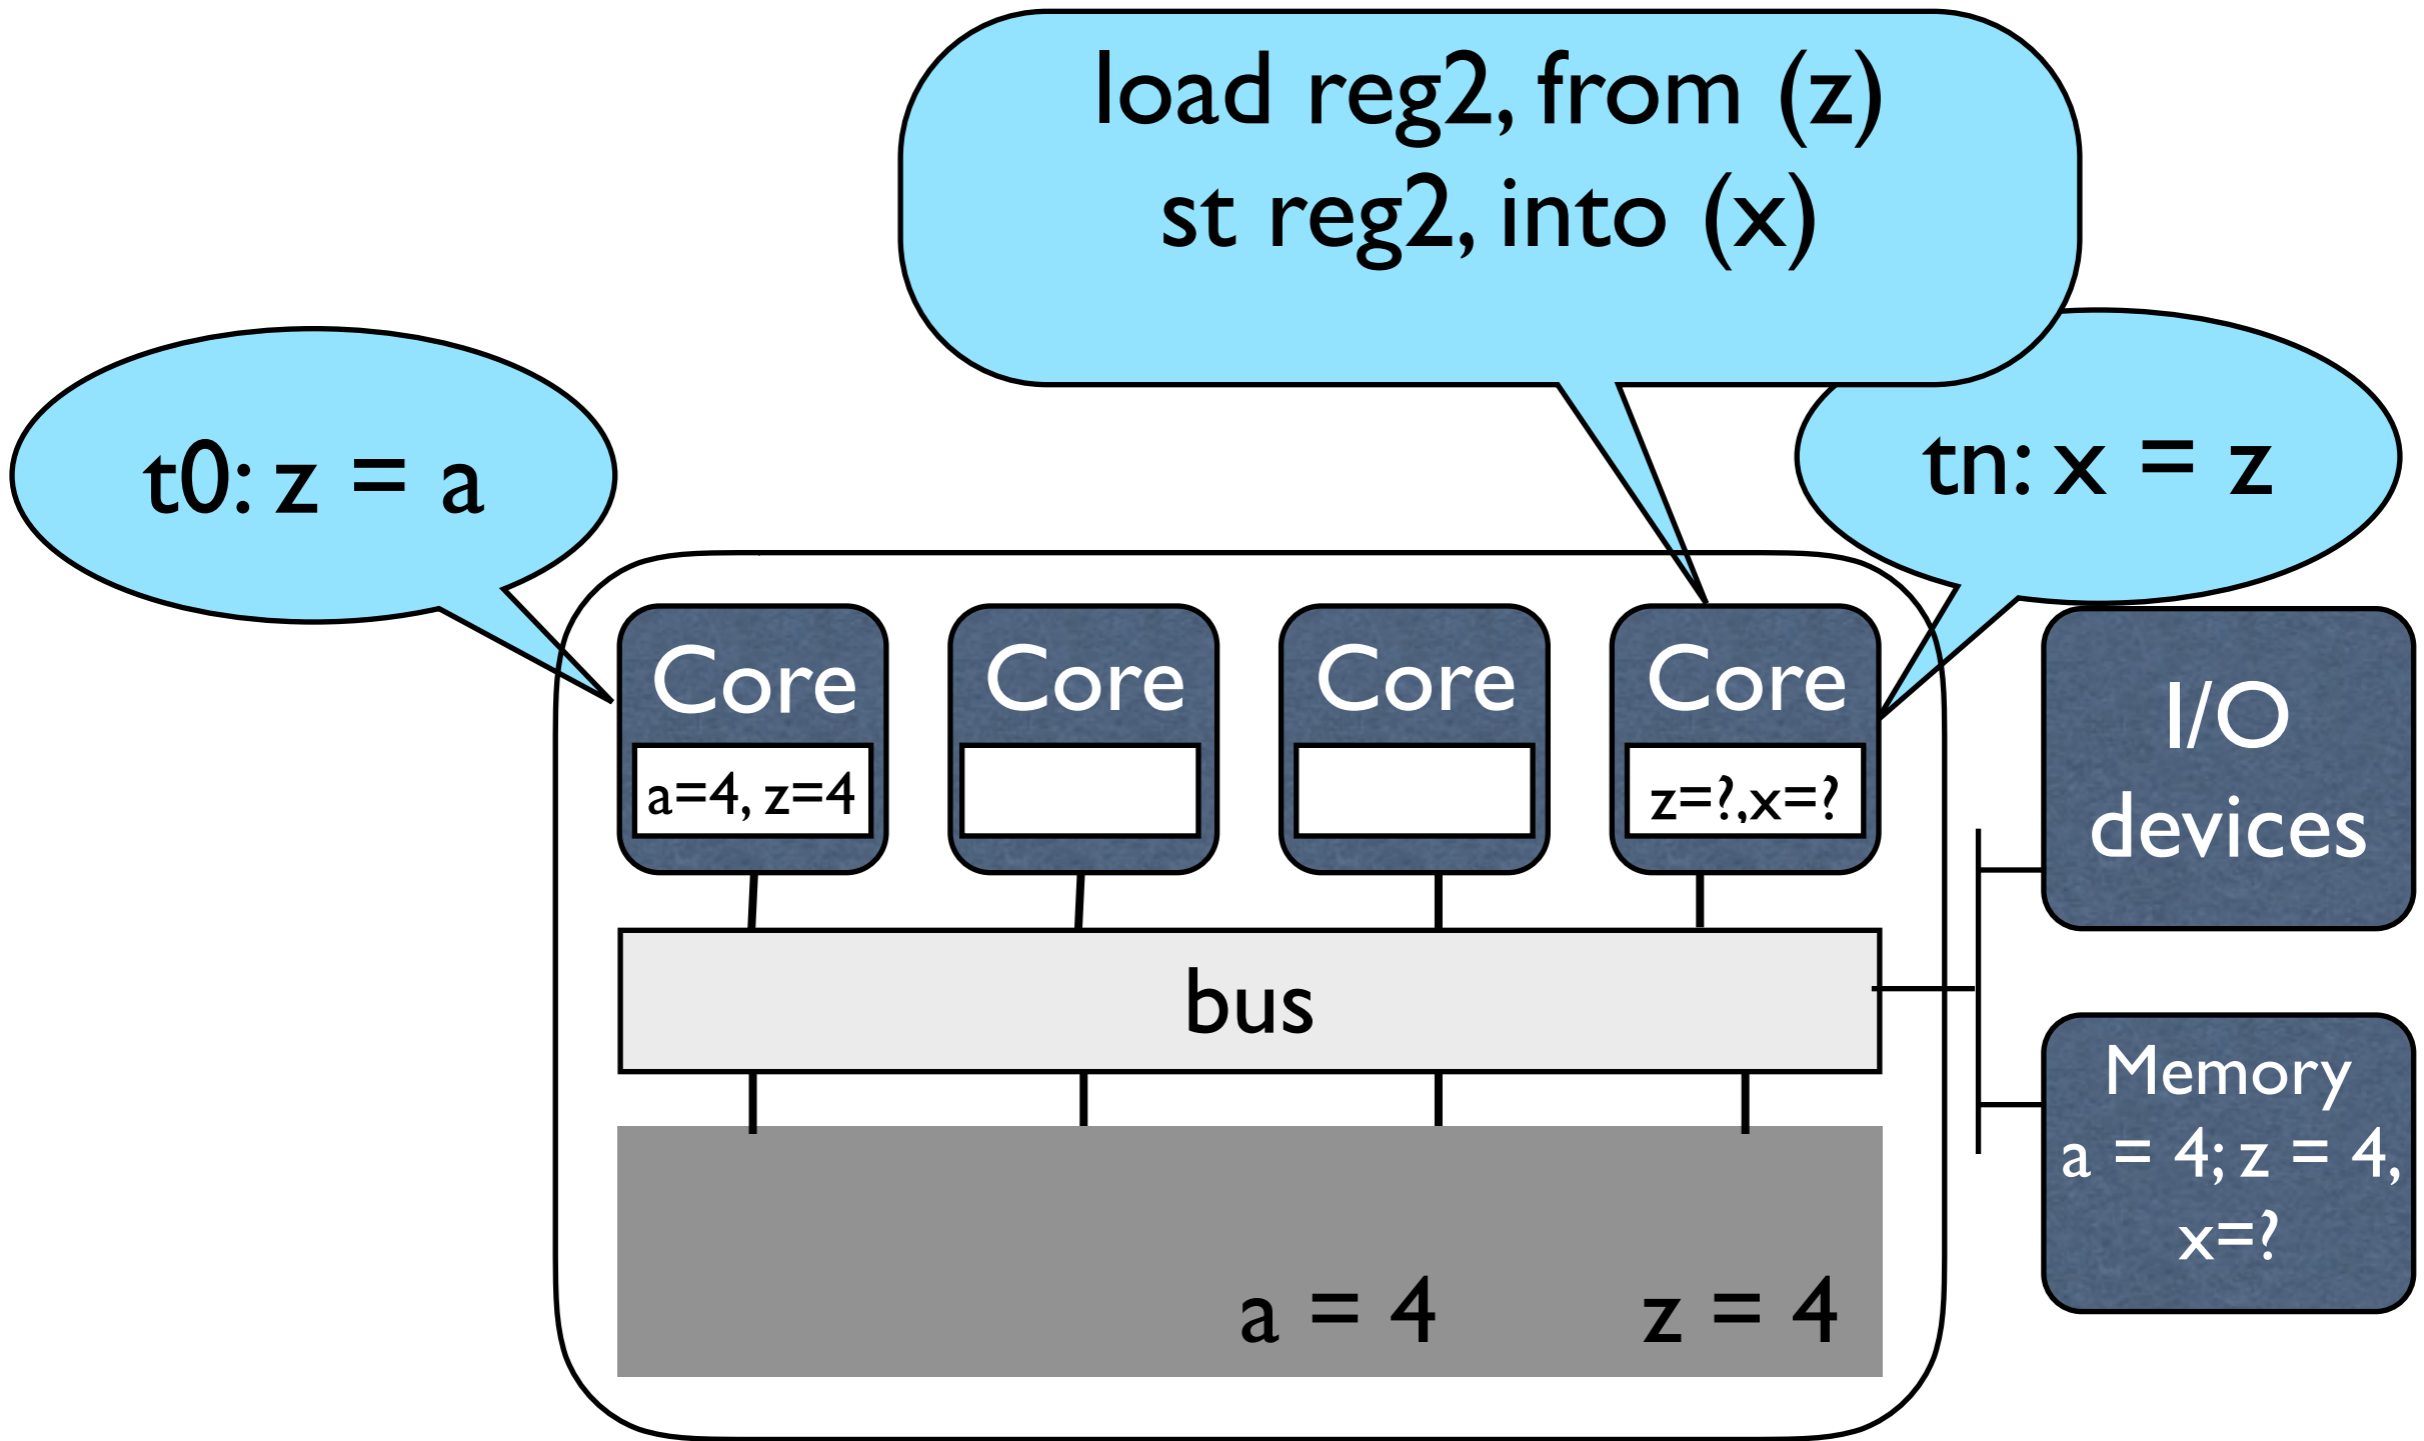 load reg2, from (z)
st reg2, into (x)
t0: z = a
tn: x = z
Core
Core
Core
Core
a=4, z=4
z=?,x=?
I/O
devices
bus
Memory
a = 4; z = 4,
x=?
a = 4
z = 4